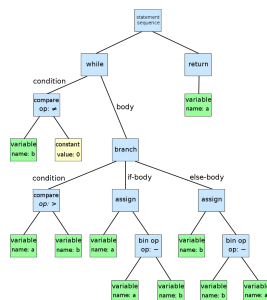 statement
sequence
while
return
condition
body
compare
op: ≠
variable
name: a
variable
name: b
constant
value: 0
branch
condition
if-body
else-body
compare
op: >
assign
assign
variable
name: a
variable
name: b
variable
name: a
bin op
op: −
variable
name: b
bin op
op: −
variable
name: a
variable
name: b
variable
name: b
variable
name: a